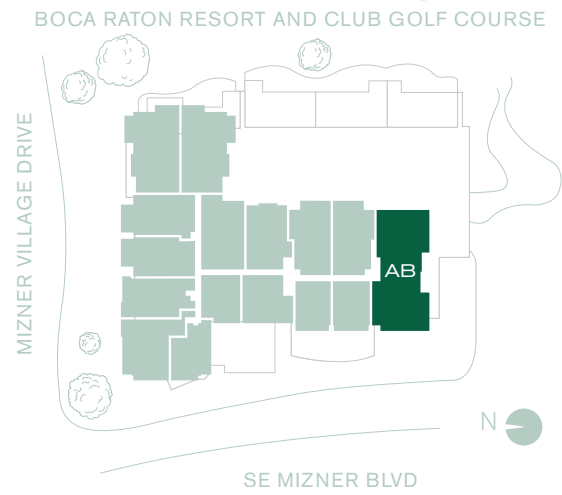 BOCA RATON RESORT AND CLUB GOLF COURSE
MIZNER VILLAGE DRIVE
AB
N
SE MIZNER BLVD